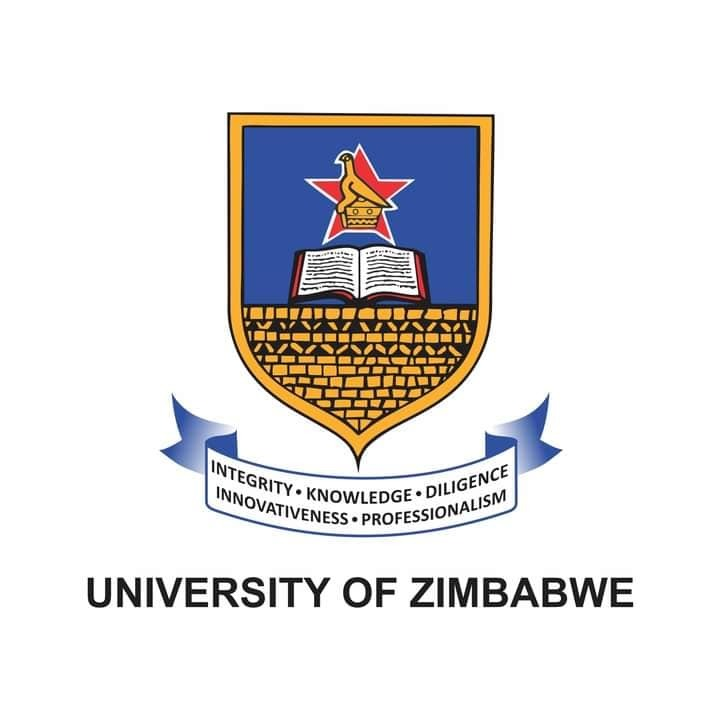 INTEGRITY • KNOWLEDGE • DILIGENCE
INNOVATIVENESS • PROFESSIONALISM
UNIVERSITY OF ZIMBABWE